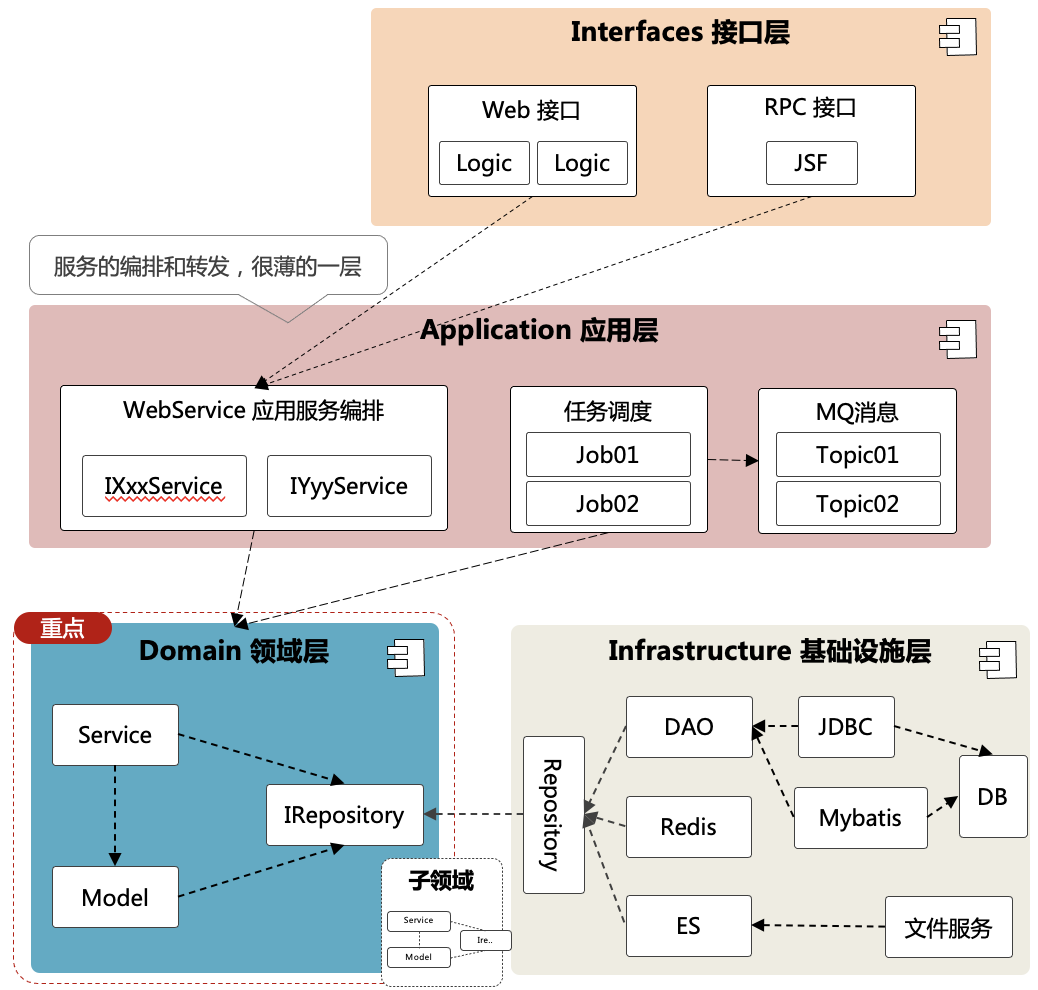 Interfaces 接口层
Web 接口
Logic
Logic
RPC 接口
JSF
服务的编排和转发，很薄的一层
Application 应用层
WebService 应用服务编排
IXxxService
IYyyService
任务调度
Job01
Job02
MQ消息
Topic01
Topic02
重点
Domain 领域层
Service
IRepository
Model
子领域
Service
Ire..
Model
Infrastructure 基础设施层
Repository
DAO
JDBC
DB
Redis
Mybatis
ES
文件服务